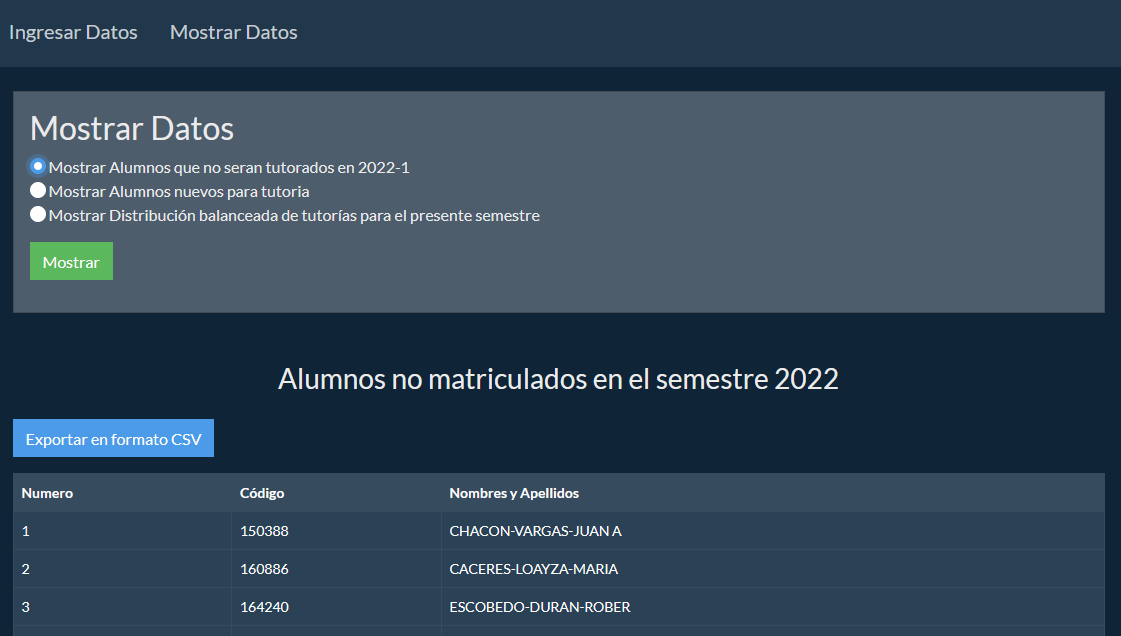 Ingresar Datos Mostrar Datos
Mostrar Datos
Mostrar Alumnos que no seran tutorados en 2022-1
Mostrar Alumnos nuevos para tutoria
Mostrar Distribución balanceada de tutorías para el presente semestre
Mostrar
Alumnos no matriculados en el semestre 2022
Exportar en formato CSV
Numero Código Nombres y Apellidos
1 150388 CHACON-VARGAS-JUAN A
2 160886 CACERES-LOAYZA-MARIA
3 164240 ESCOBEDO-DURAN-ROBER